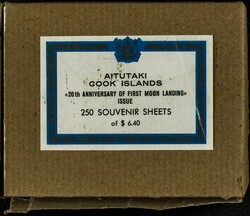 AITUTAKI
COOK ISLANDS
«20th ANNIVERSARY OF FIRST MOON LANDING»
ISSUE
250 SOUVENIR SHEETS
of $ 6.40